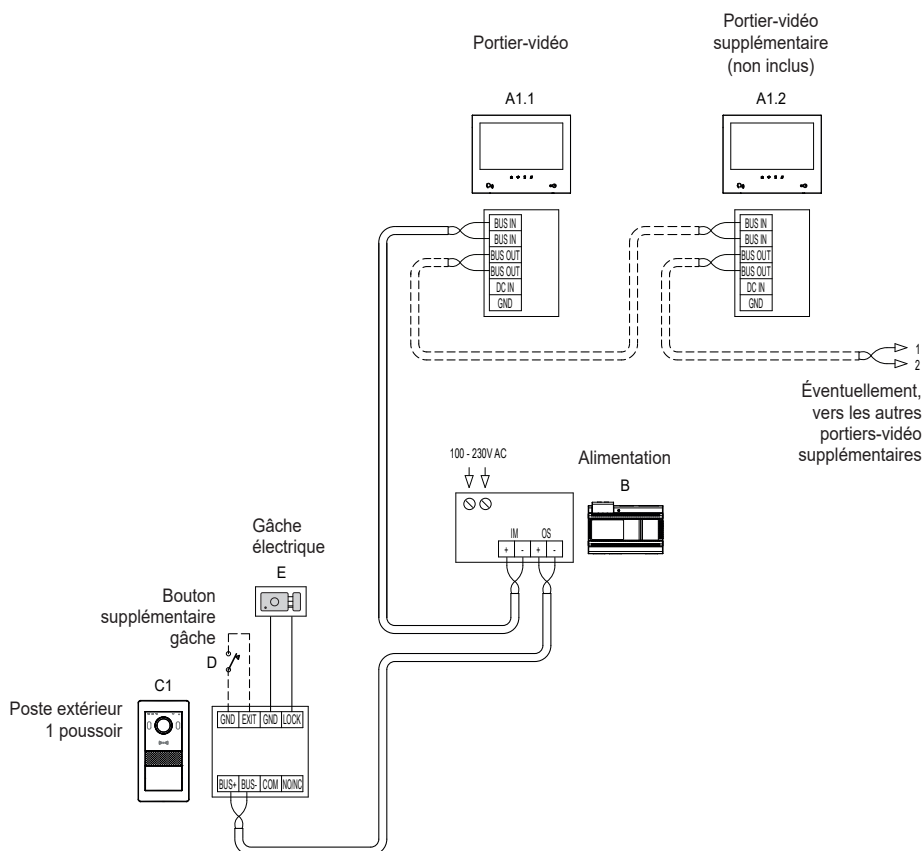 Portier-vidéo
Portier-vidéo
supplémentaire
(non inclus)
A1.1
A1.2
BUS IN
BUS IN
BUS OUT
BUS OUT
DC IN
GND
BUS IN
BUS IN
BUS OUT
BUS OUT
DC IN
GND
1
2
Éventuellement,
vers les autres
portiers-vidéo
supplémentaires
100 - 230V AC
Alimentation
B
IM OS
+ - + -
Gâche
électrique
E
Bouton
supplémentaire
gâche
D
C1
Poste extérieur
1 poussoir
GND EXIT GND LOCK
BUS+ BUS- COM NO/NC